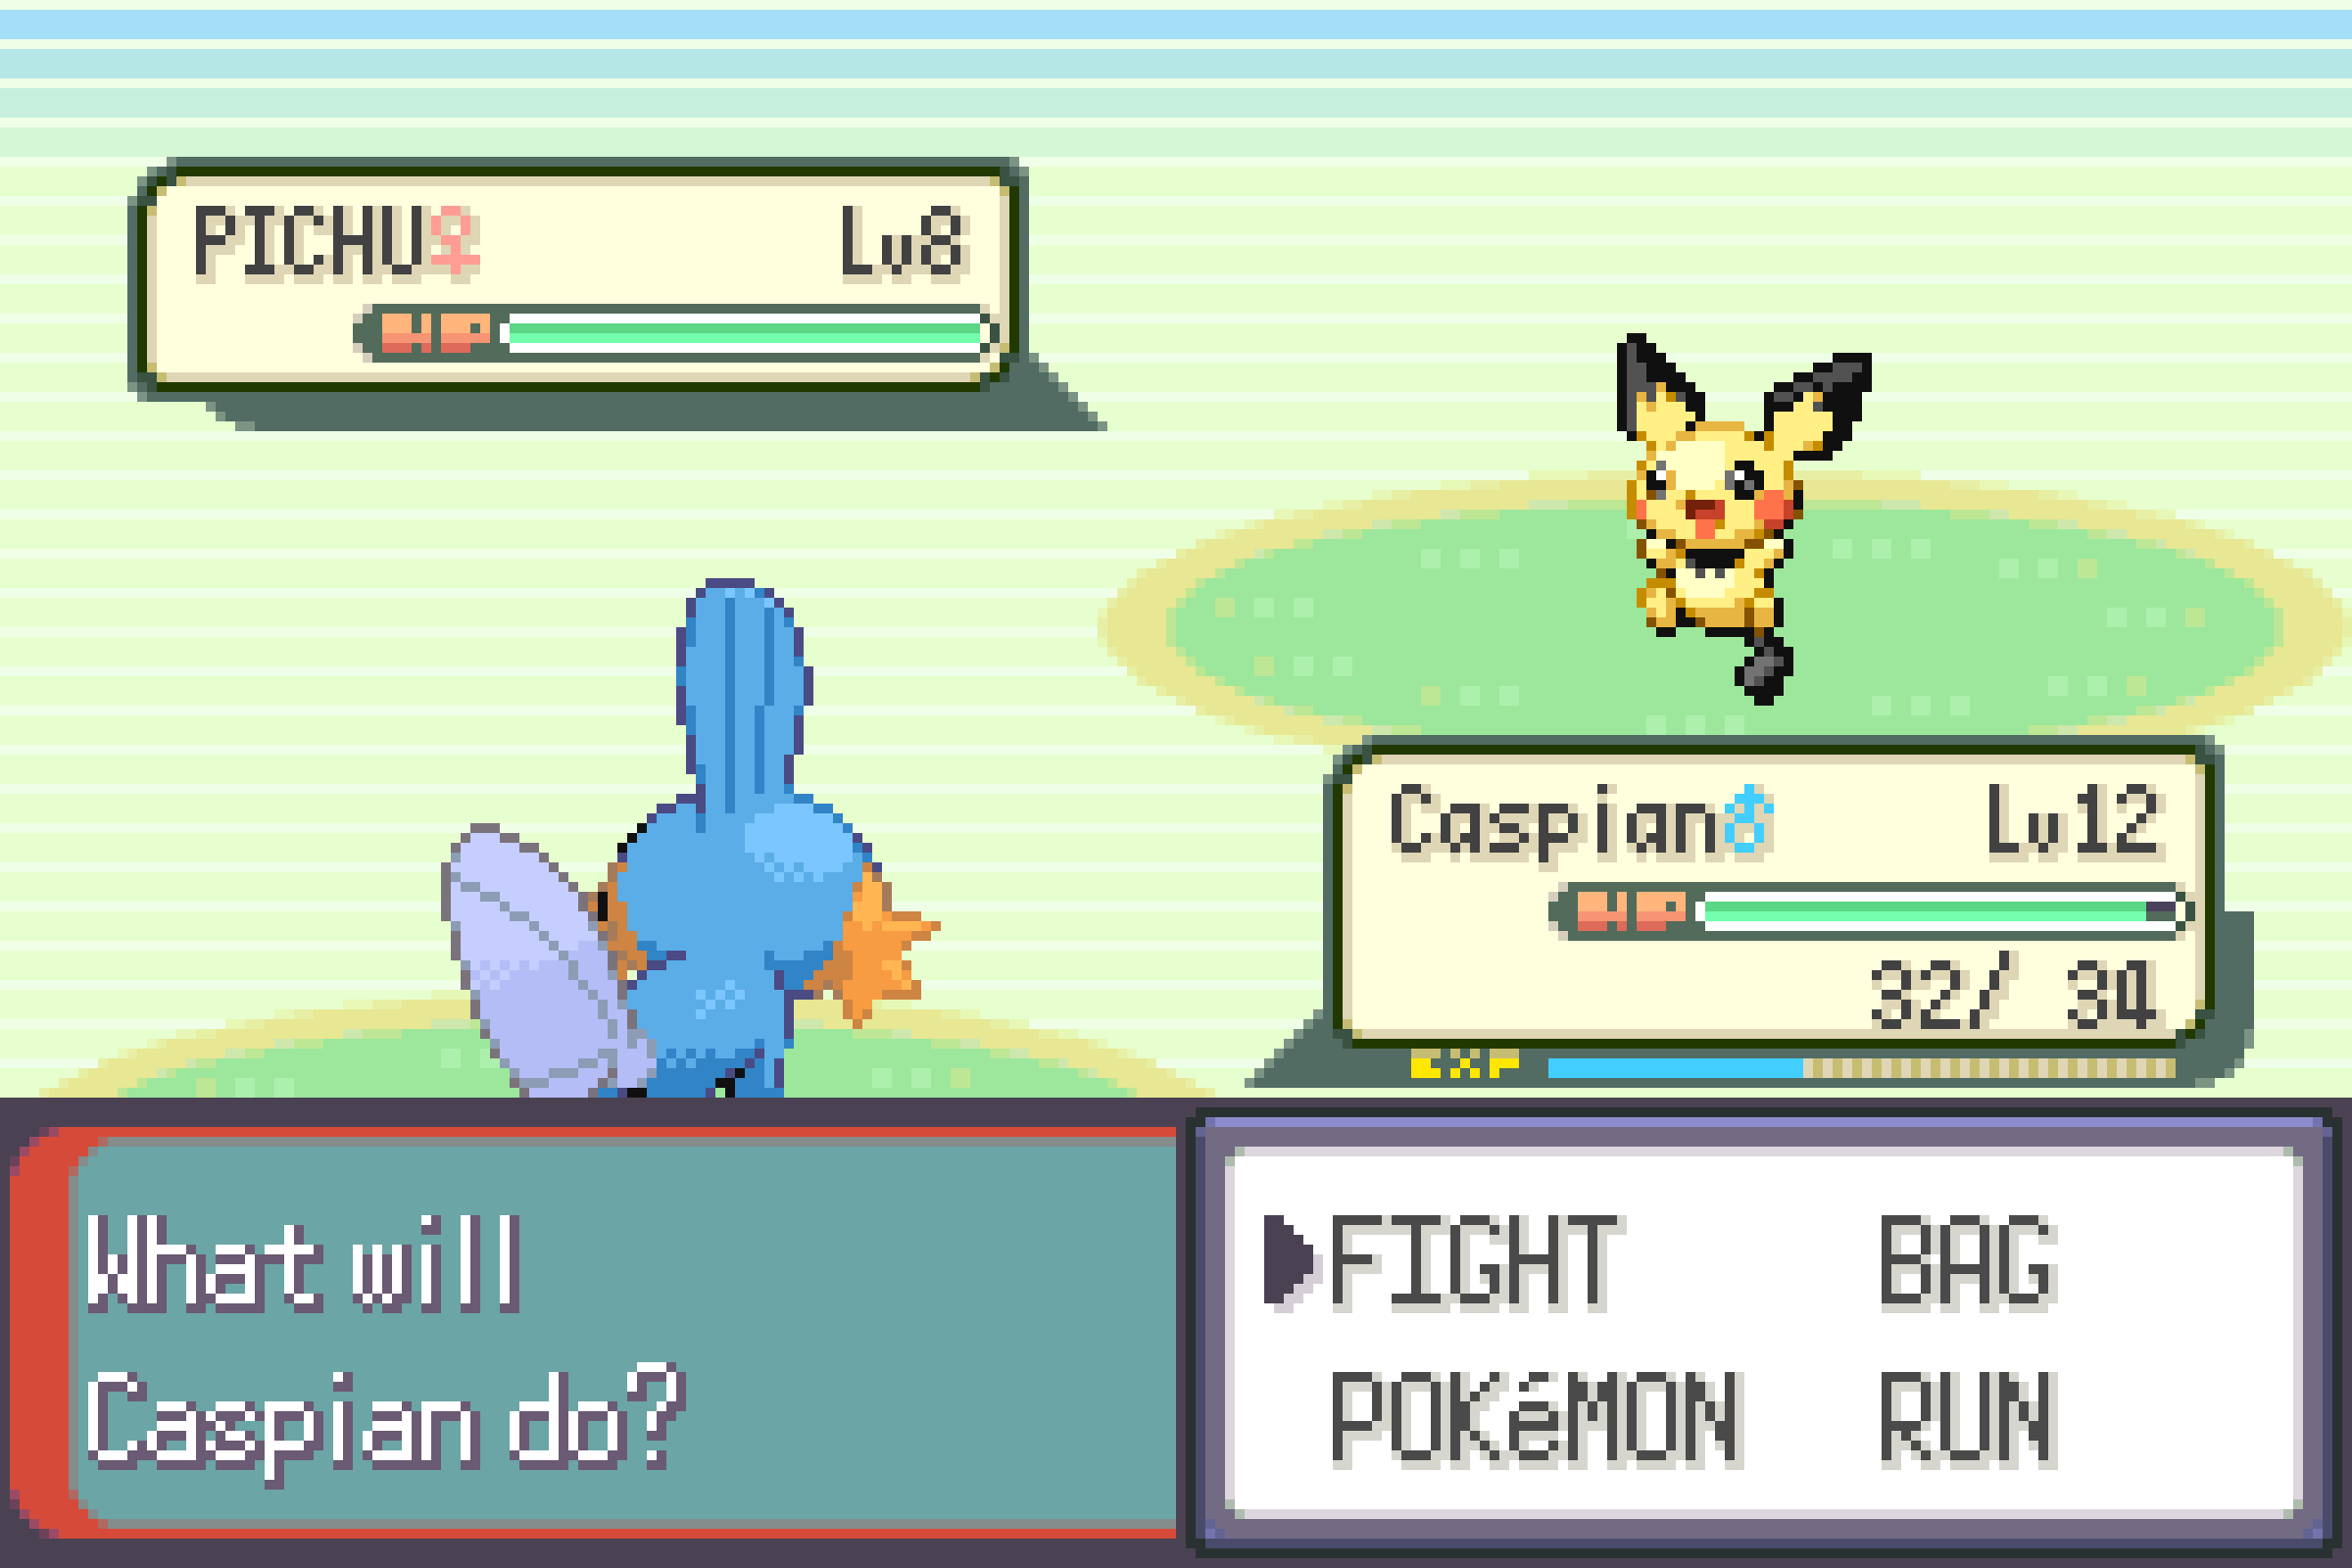 PICHU♀ Lv8
HP
Caspian♂ Lv12
HP
32/ 34
EXP
What will
Caspian do?
FIGHT BAG
POKéMON RUN